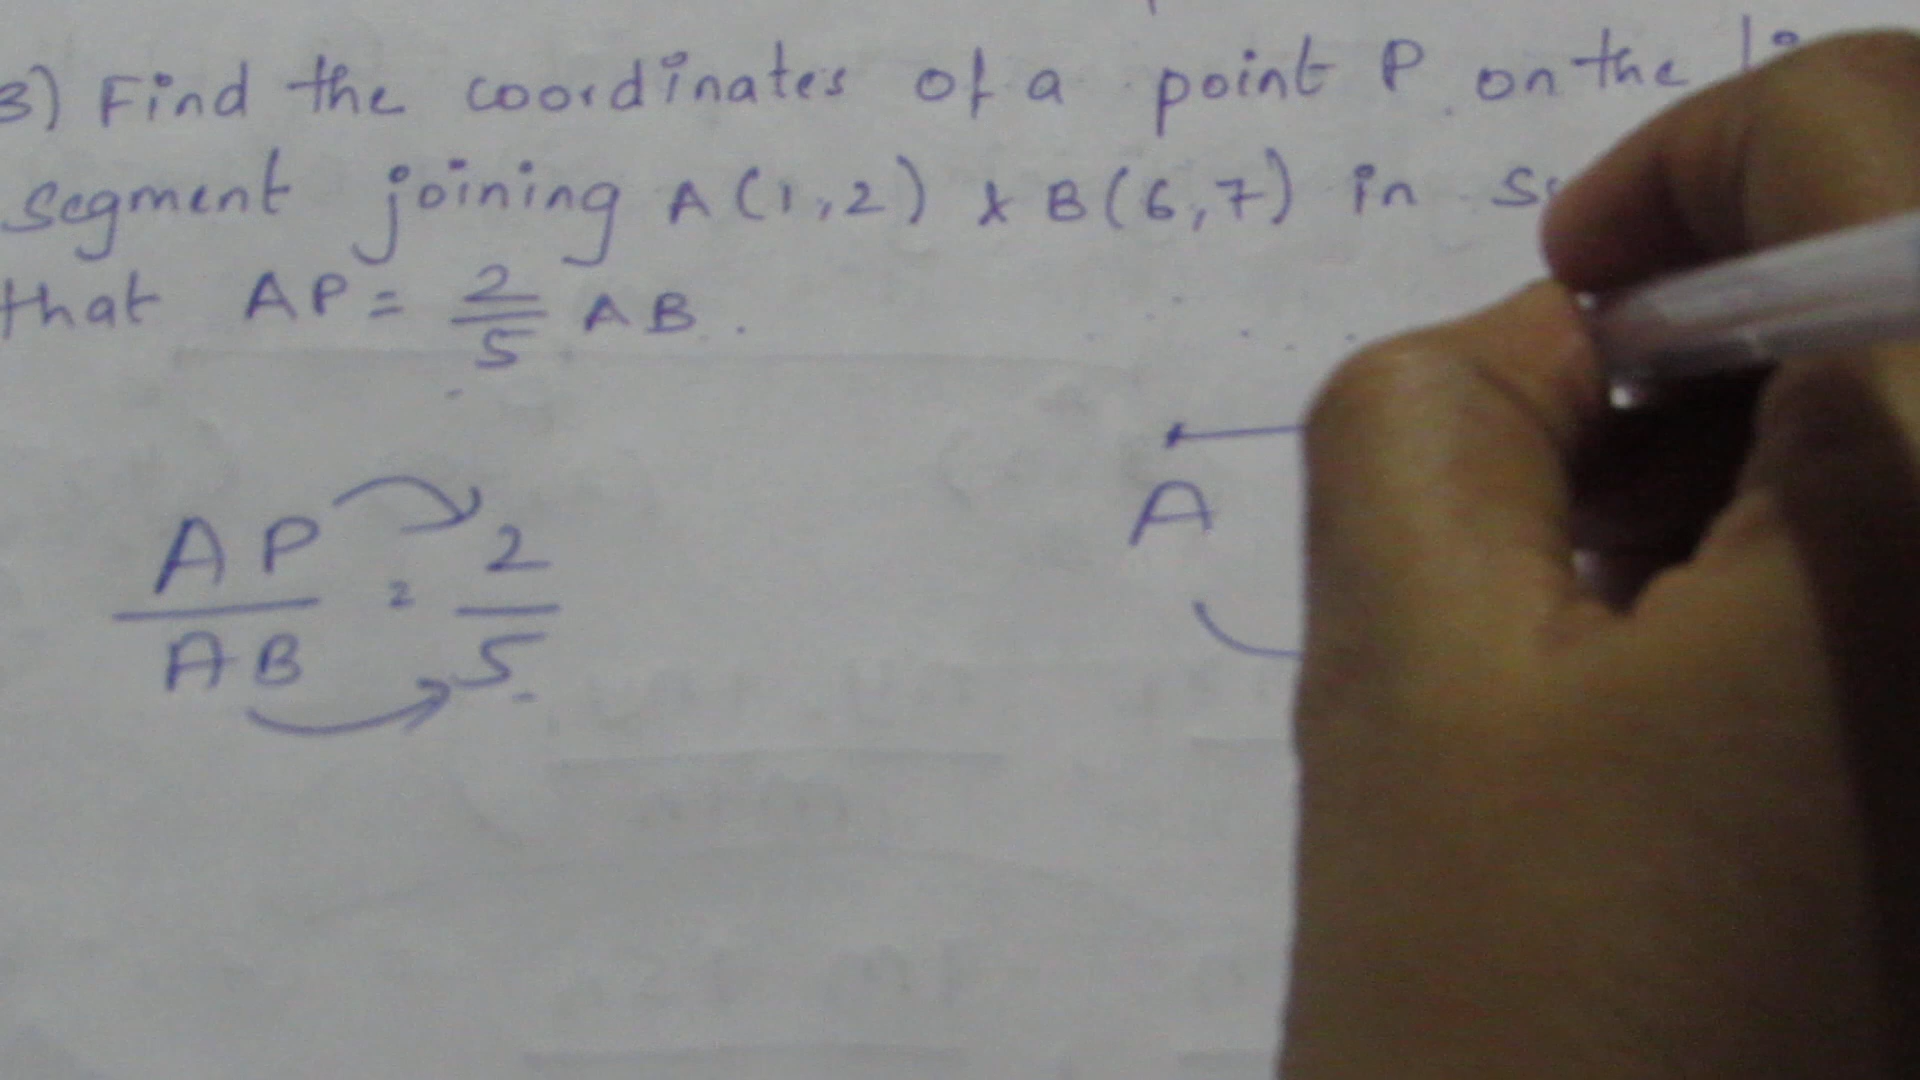 3) Find the coordinates of a point P on the
segment joining A(1,2) & B(6,7) in
that AP = 2/5 AB.
AP/AB = 2/5
A